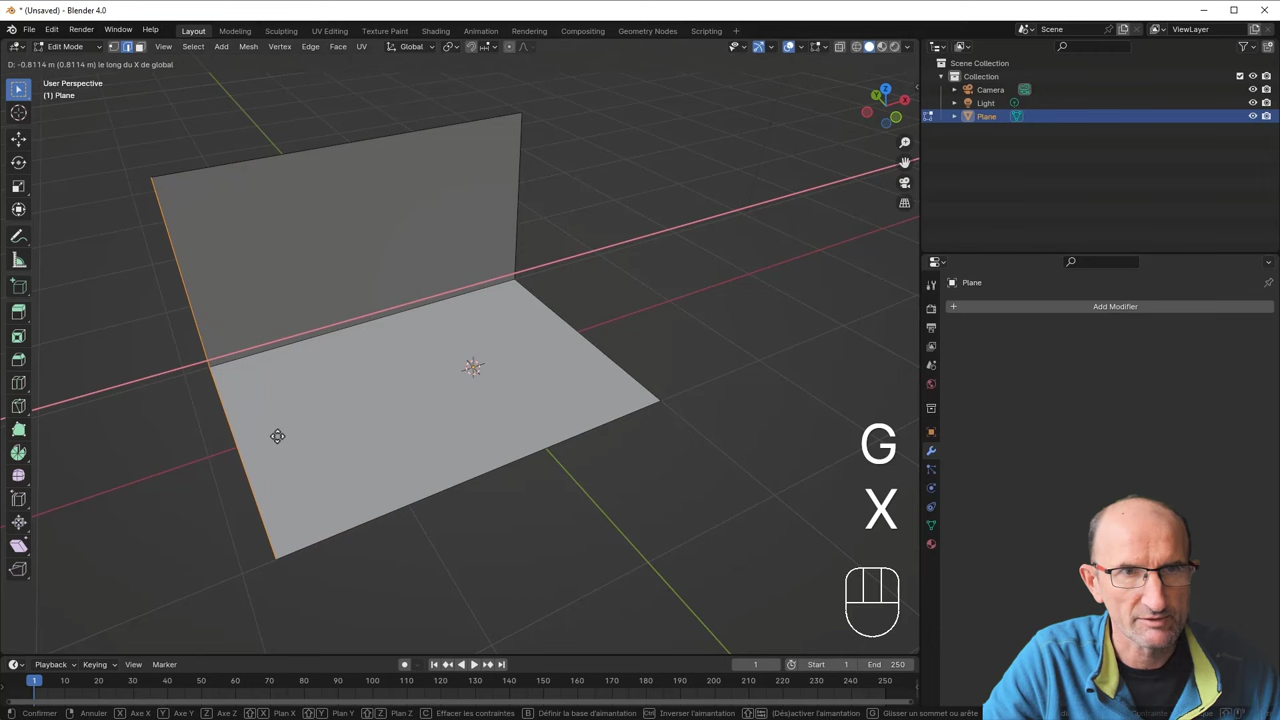 * (Unsaved) - Blender 4.0
File Edit Render Window Help Layout Modeling Sculpting UV Editing Texture Paint Shading Animation Rendering Compositing Geometry Nodes Scripting Scene ViewLayer
Edit Mode View Select Add Mesh Vertex Edge Face UV Global
D: -0.8114 m (0.8114 m) le long du X de global
User Perspective
(1) Plane
Z
Y
X
Scene Collection
Collection
Camera
Light
Plane
Plane
Add Modifier
G
X
Playback Keying View Marker 1 Start 1 End 250
1 10 20 30 40 50 60 70 80 90 100 110 120 130 140 150 160 170 180 190 200 210 220 230 240 250
Confirmer Annuler X Axe X Y Axe Y Z Axe Z X Plan X Y Plan Y Z Plan Z C Effacer les contraintes B Définir la base d'aimantation Ctrl Inverser l'aimantation (Dés)activer l'aimantation G Glisser un sommet ou arête